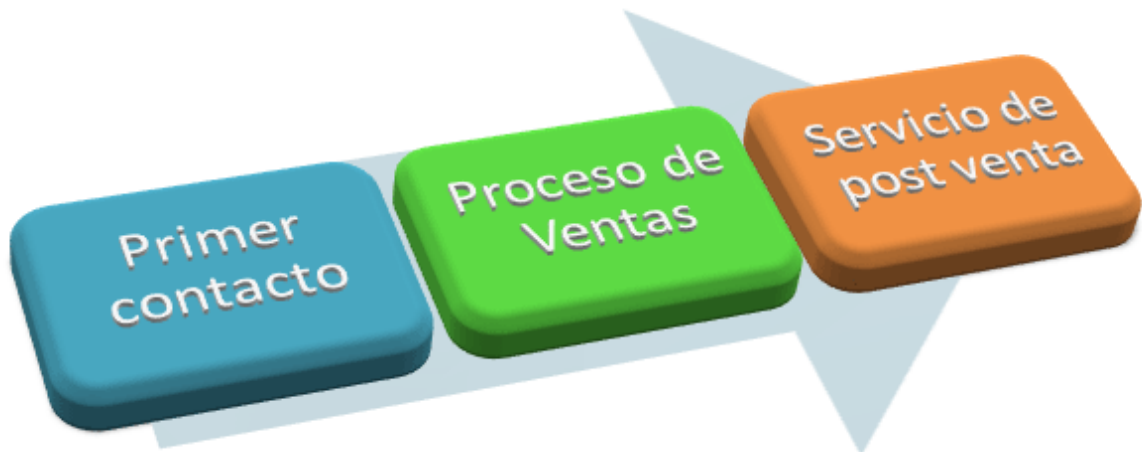 Primer
contacto
Proceso de
Ventas
Servicio de
post venta